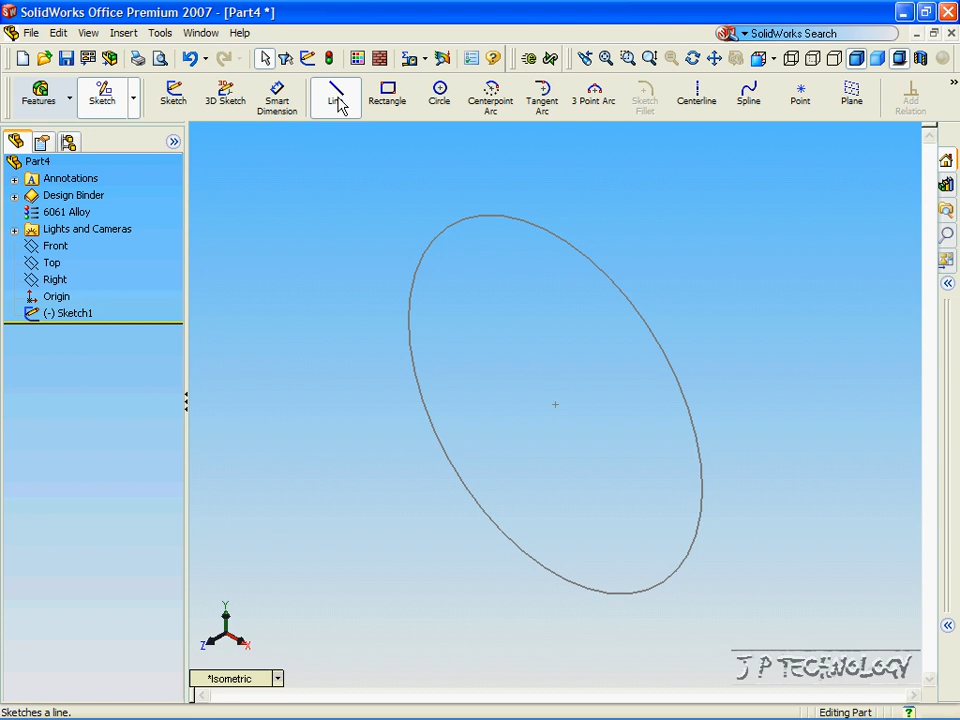 SolidWorks Office Premium 2007 - [Part4 *]
File Edit View Insert Tools Window Help SolidWorks Search
Features Sketch Sketch 3D Sketch Smart Dimension Line Rectangle Circle Centerpoint Arc Tangent Arc 3 Point Arc Sketch Fillet Centerline Spline Point Plane Add Relation
Part4
Annotations
Design Binder
6061 Alloy
Lights and Cameras
Front
Top
Right
Origin
(-) Sketch1
Y
Z X
*Isometric
J P TECHNOLOGY
Sketches a line. Editing Part